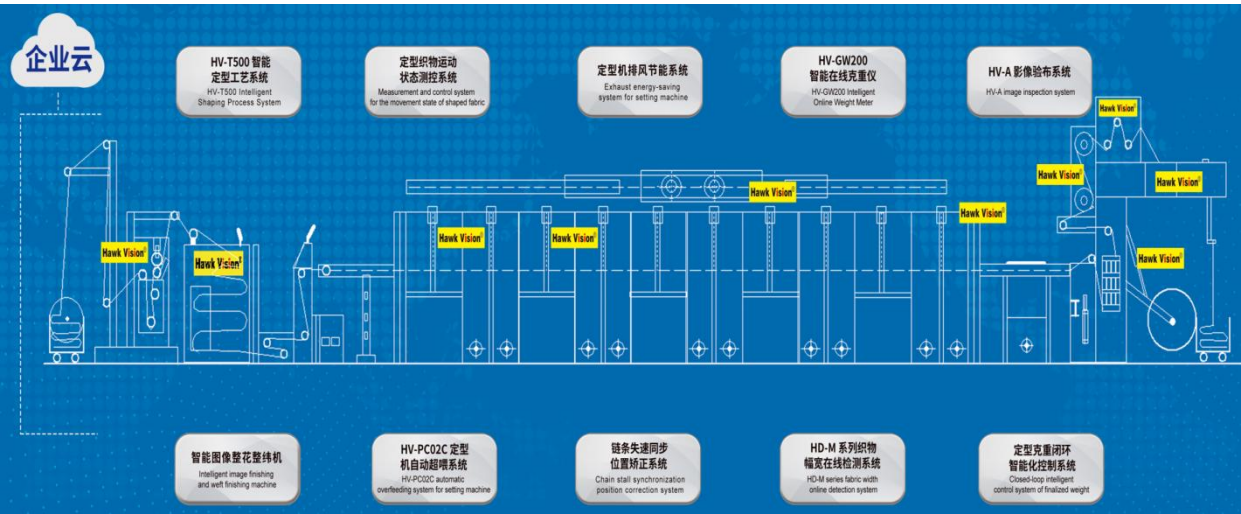 企业云
HV-T500 智能
定型工艺系统
HV-T500 Intelligent
Shaping Process System
定型织物运动
状态测控系统
Measurement and control system
for the movement state of shaped fabric
定型机排风节能系统
Exhaust energy-saving
system for setting machine
HV-GW200
智能在线克重仪
HV-GW200 Intelligent
Online Weight Meter
HV-A 影像验布系统
HV-A image inspection system
Hawk Vision®
Hawk Vision®
Hawk Vision®
Hawk Vision®
Hawk Vision®
Hawk Vision®
Hawk Vision®
Hawk Vision®
Hawk Vision®
Hawk Vision®
智能图像整花整纬机
Intelligent image finishing
and weft finishing machine
HV-PC02C 定型
机自动超喂系统
HV-PC02C automatic
overfeeding system for setting machine
链条失速同步
位置矫正系统
Chain stall synchronization
position correction system
HD-M 系列织物
幅宽在线检测系统
HD-M series fabric width
online detection system
定型克重闭环
智能化控制系统
Closed-loop intelligent
control system of finalized weight